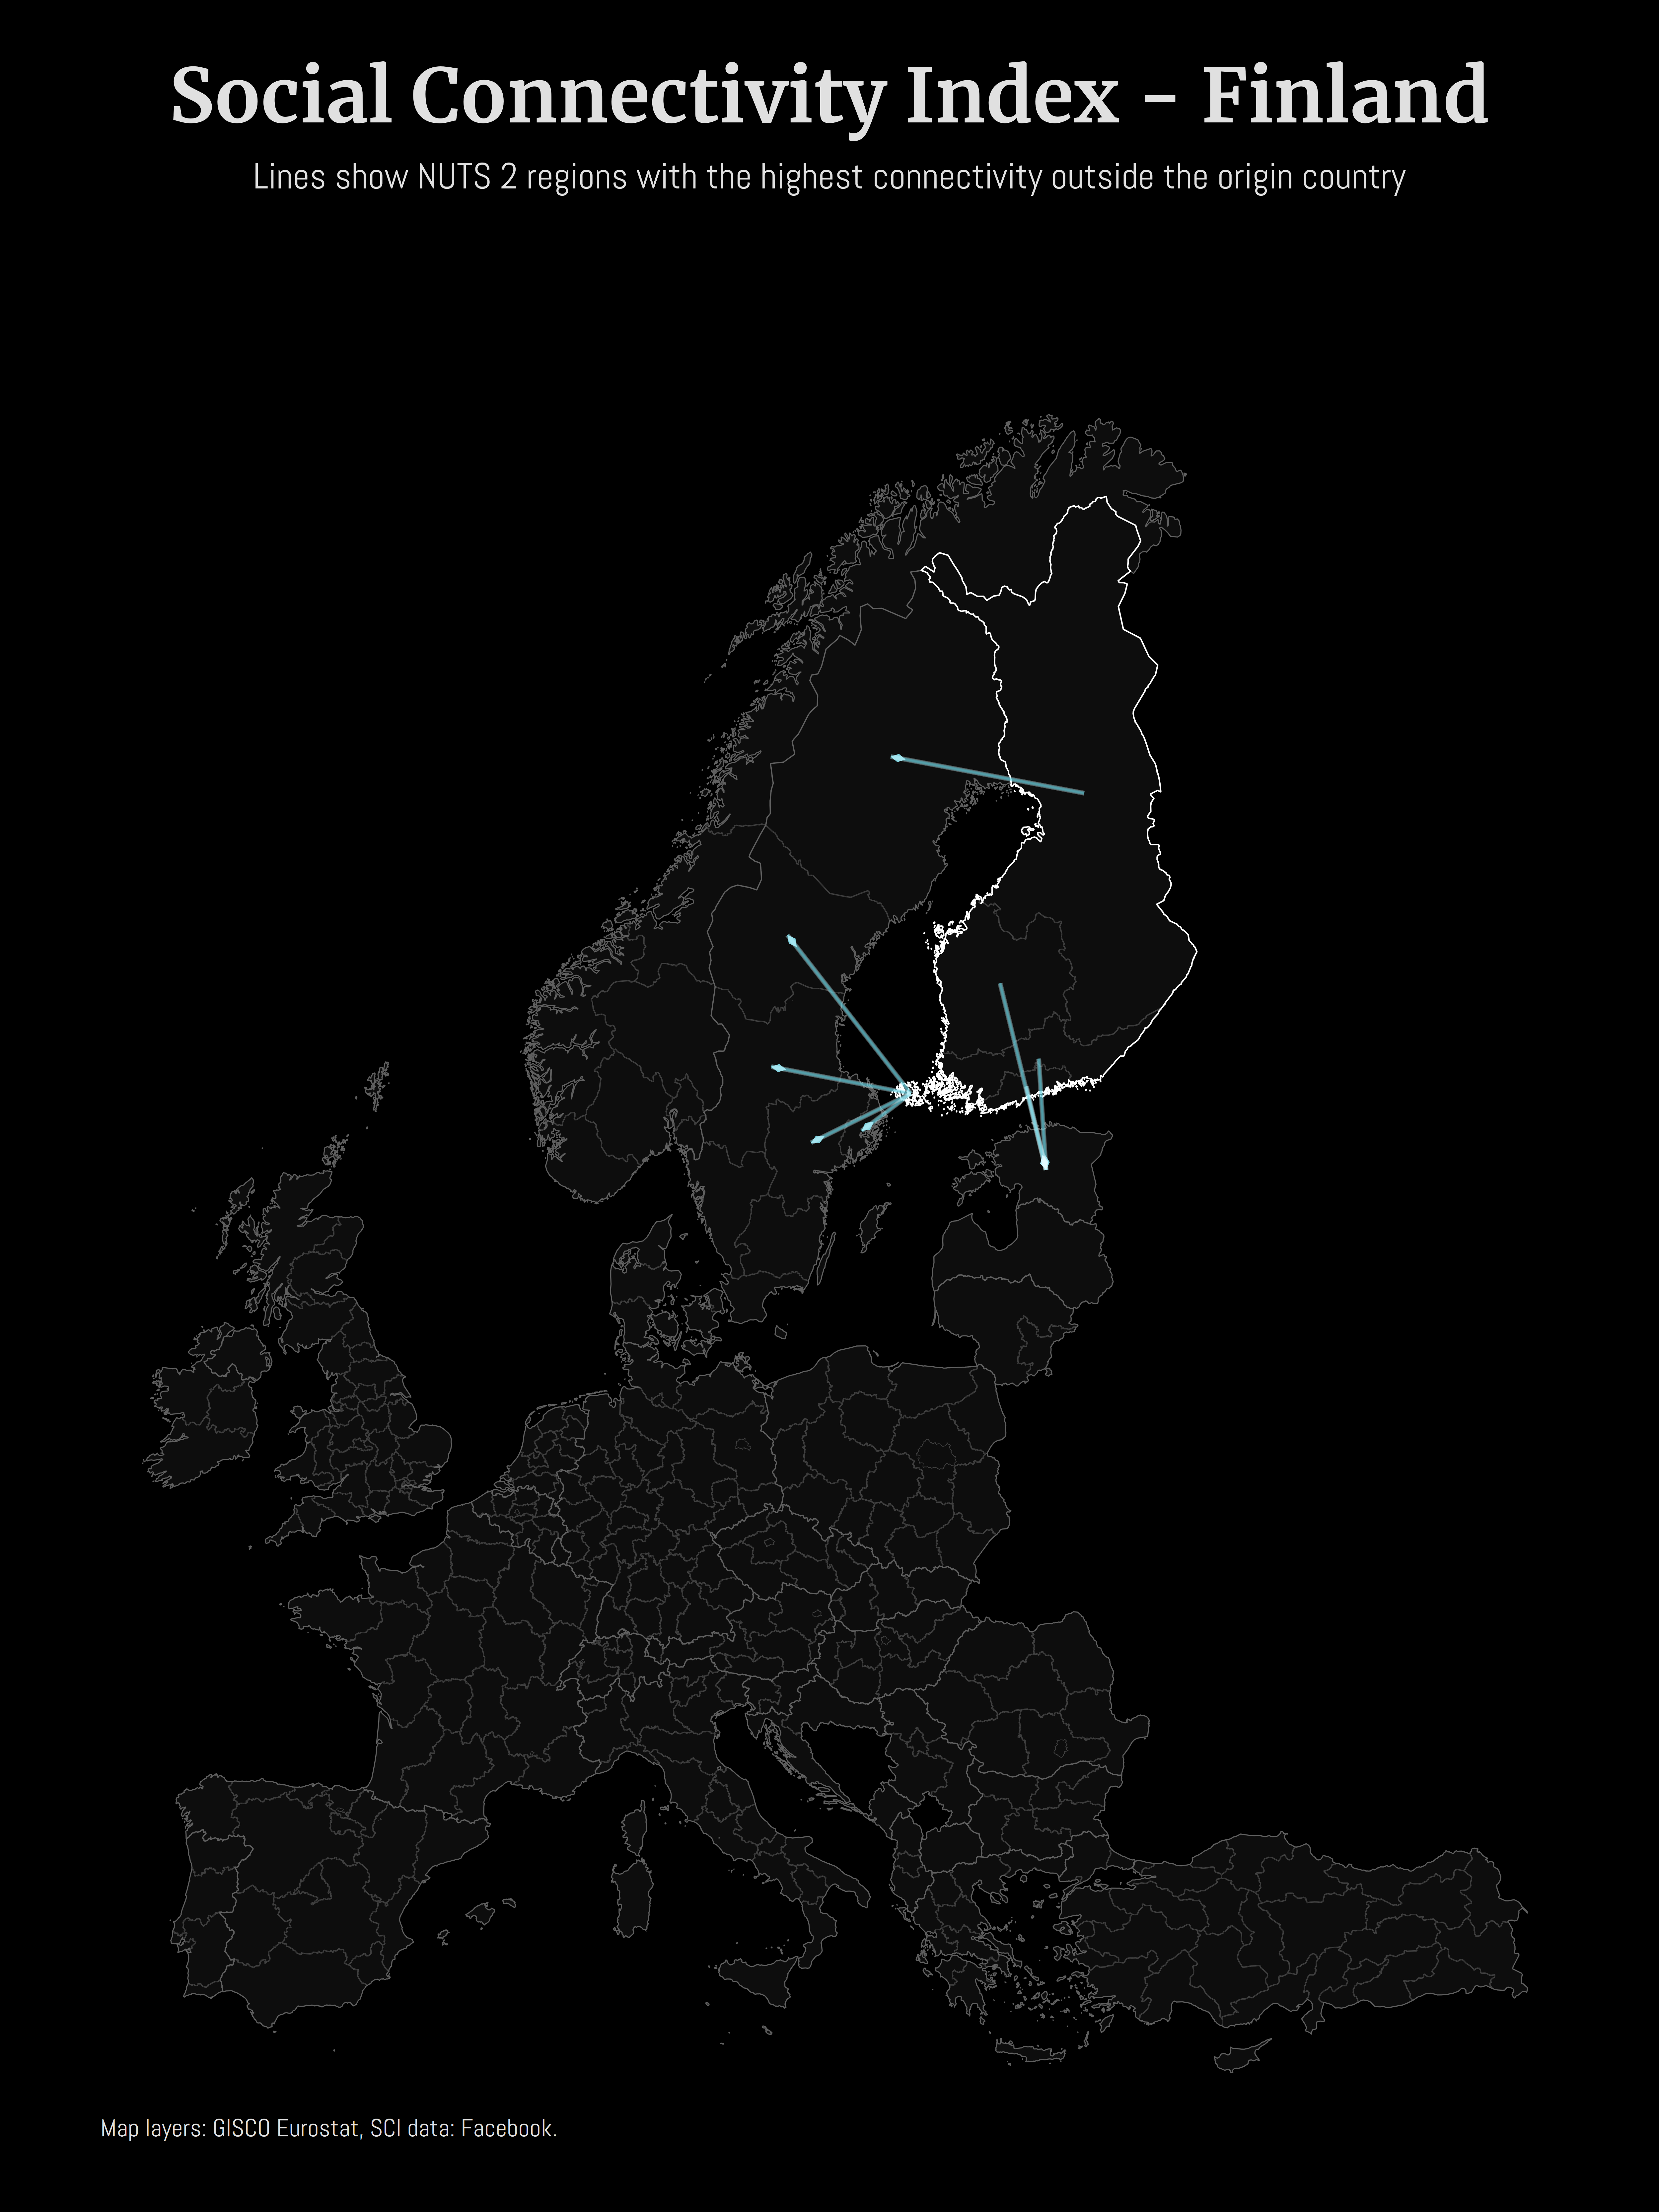 Social Connectivity Index - Finland
Lines show NUTS 2 regions with the highest connectivity outside the origin country
Map layers: GISCO Eurostat, SCI data: Facebook.